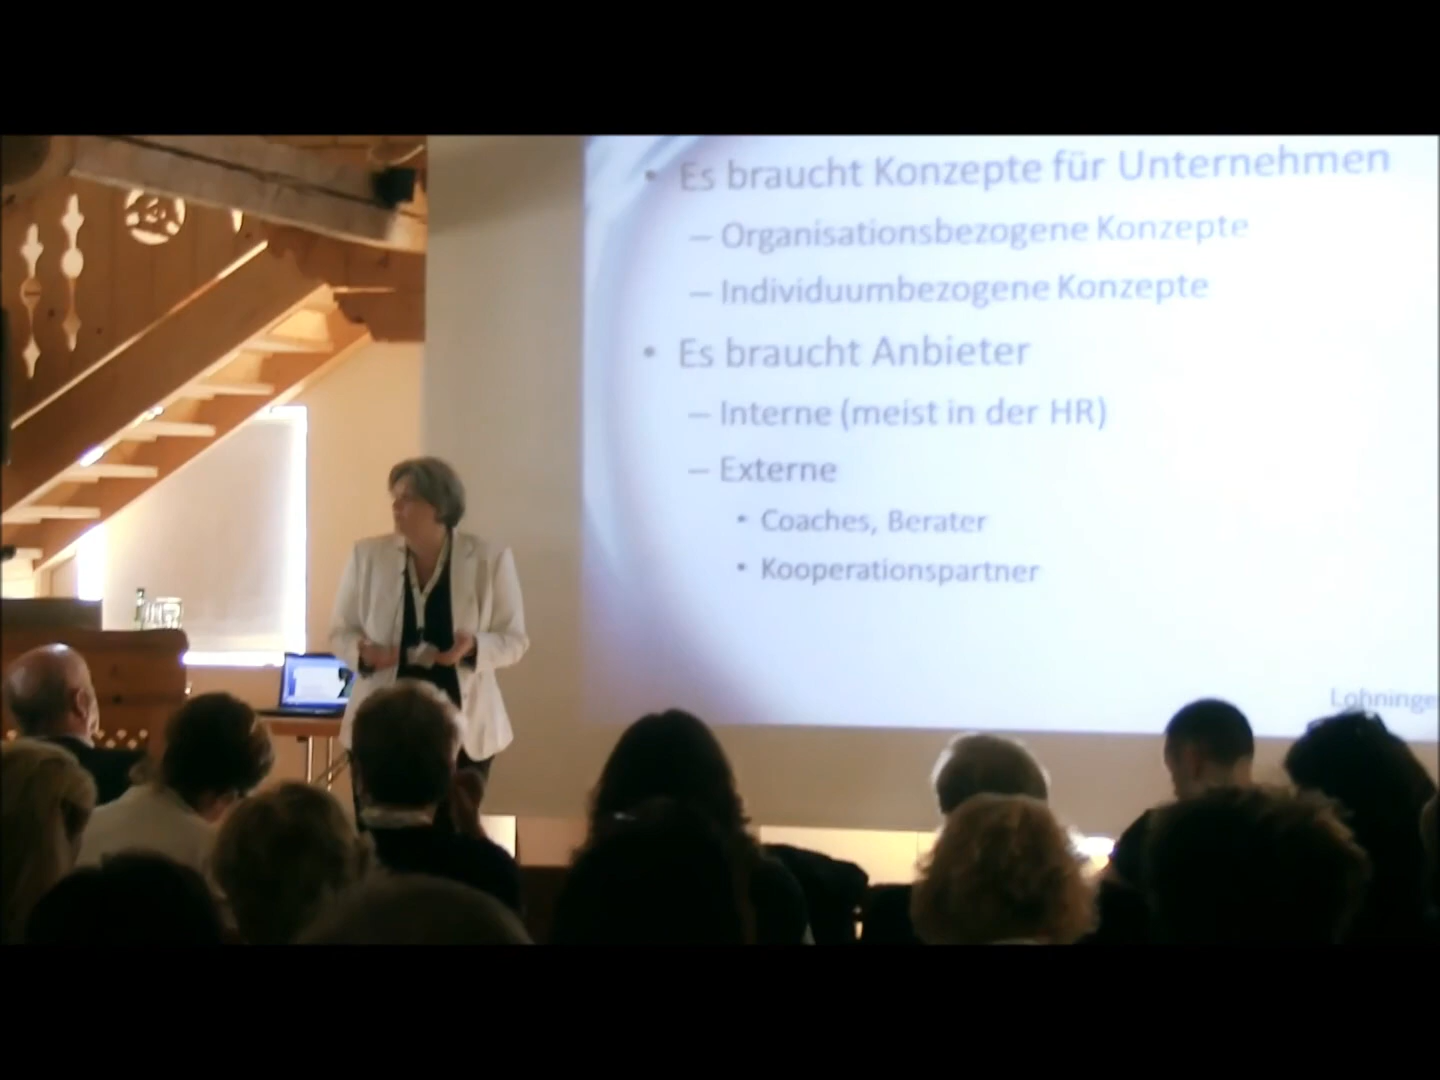 • Es braucht Konzepte für Unternehmen
– Organisationsbezogene Konzepte
– Individuumbezogene Konzepte
• Es braucht Anbieter
– Interne (meist in der HR)
– Externe
• Coaches, Berater
• Kooperationspartner
Lohninge